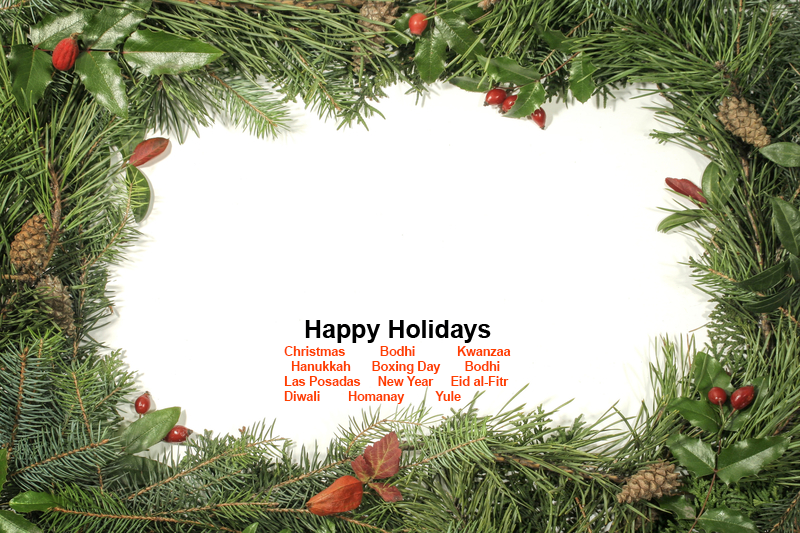 Happy Holidays
Christmas Bodhi Kwanzaa
Hanukkah Boxing Day Bodhi
Las Posadas New Year Eid al-Fitr
Diwali Homanay Yule